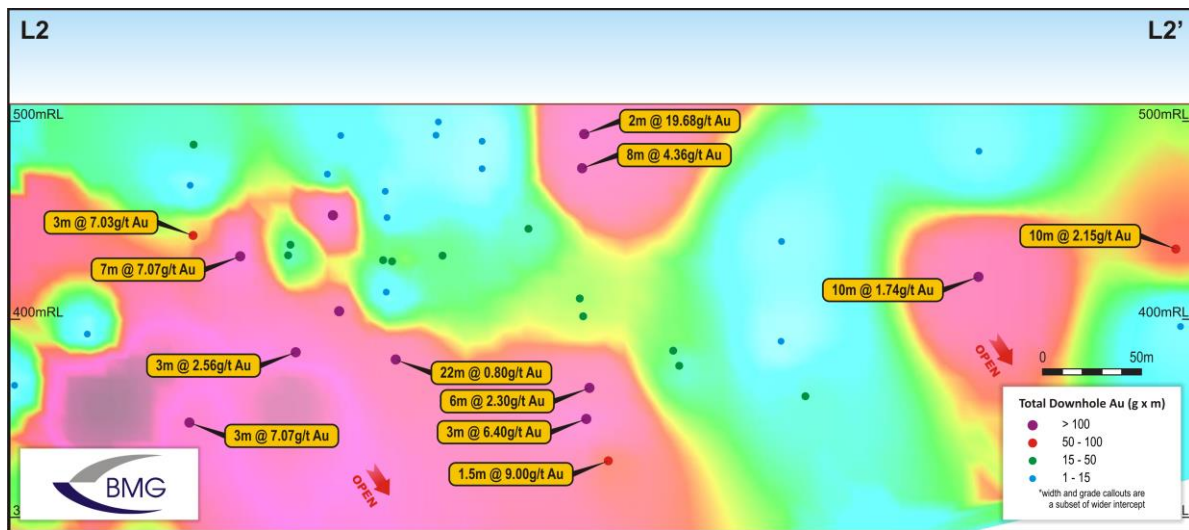 L2
L2'
500mRL
500mRL
2m @ 19.68g/t Au
8m @ 4.36g/t Au
3m @ 7.03g/t Au
7m @ 7.07g/t Au
10m @ 2.15g/t Au
10m @ 1.74g/t Au
400mRL
400mRL
3m @ 2.56g/t Au
22m @ 0.80g/t Au
6m @ 2.30g/t Au
3m @ 6.40g/t Au
3m @ 7.07g/t Au
1.5m @ 9.00g/t Au
OPEN
OPEN
0
50m
Total Downhole Au (g x m)
> 100
50 - 100
15 - 50
1 - 15
*width and grade callouts are
a subset of wider intercept
BMG